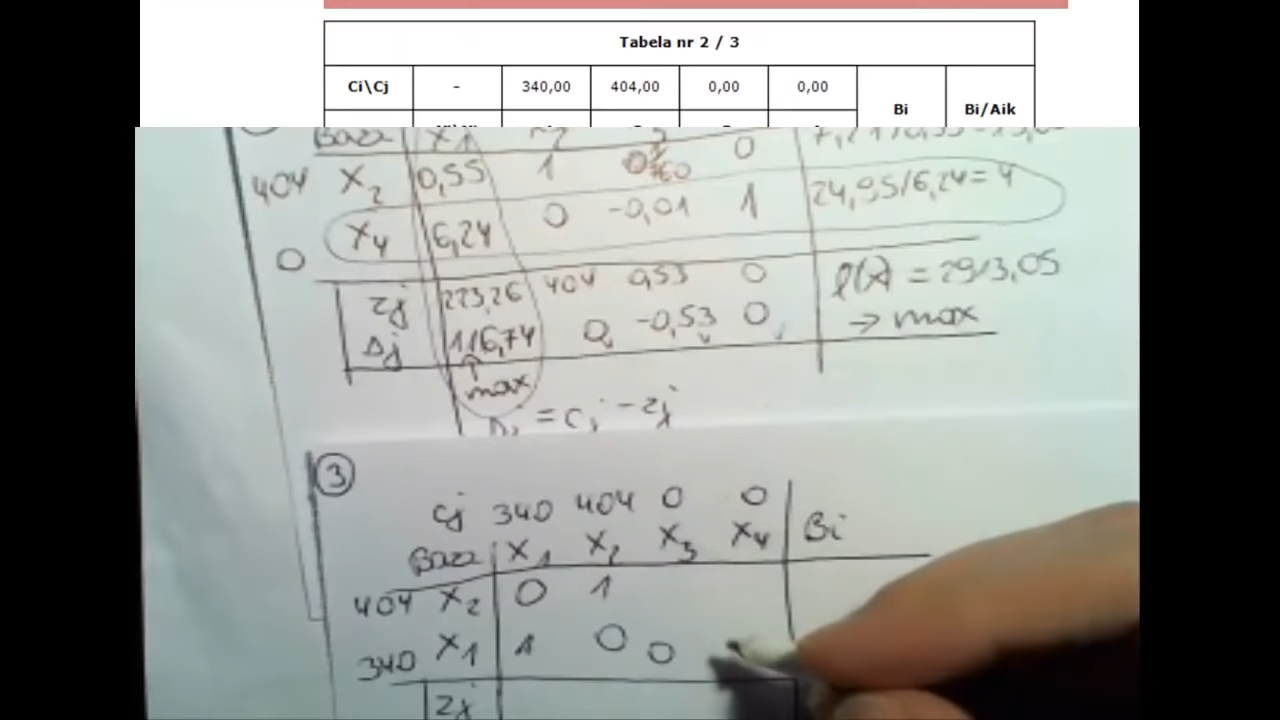 Tabela nr 2 / 3
Ci\Cj - 340,00 404,00 0,00 0,00 Bi Bi/Aik
Baza X1
404 X2 0,55 1 0
0 X4 6,24 0 -0,01 1 24,95/6,24=4
zj 223,26 404 0,53 0 f(x) = 2913,05
Δj 116,74 0 -0,53 0 → max
max
= cj - zj
3
cj 340 404 0 0
Baza X1 X2 X3 X4 Bi
404 X2 0 1
340 X1 1 0 0
zj